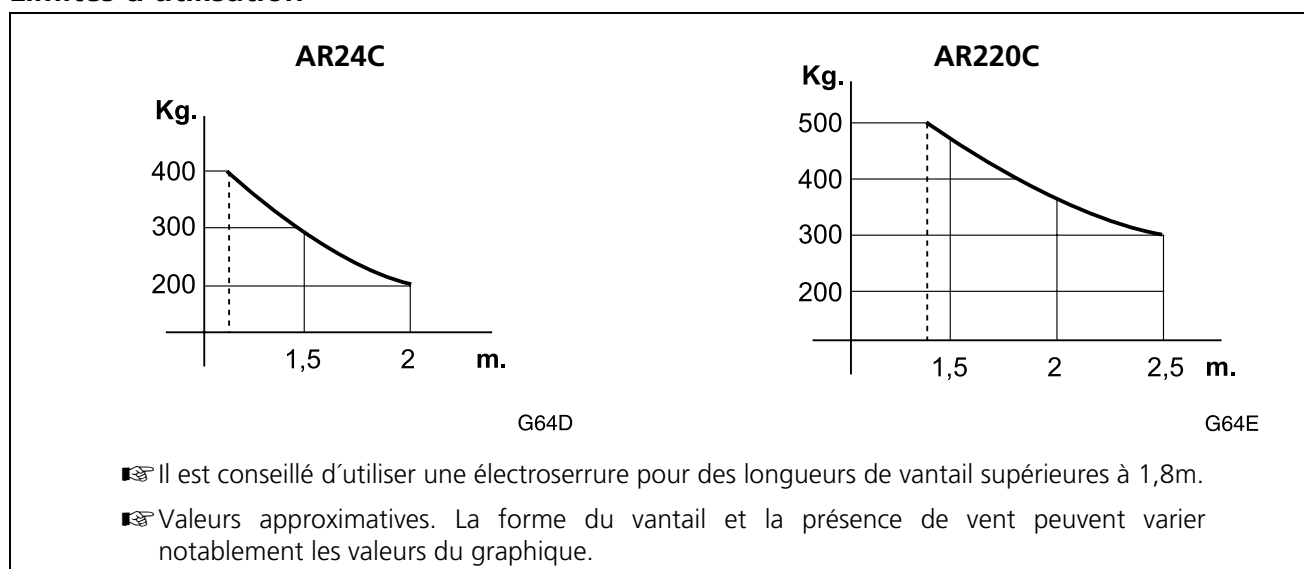 Limites d'utilisation
AR24C
Kg.
400
300
200
1,5 2 m.
G64D
AR220C
Kg.
500
400
300
200
1,5 2 2,5 m.
G64E
☞ Il est conseillé d´utiliser une électroserrure pour des longueurs de vantail supérieures à 1,8m.
☞ Valeurs approximatives. La forme du vantail et la présence de vent peuvent varier
notablement les valeurs du graphique.